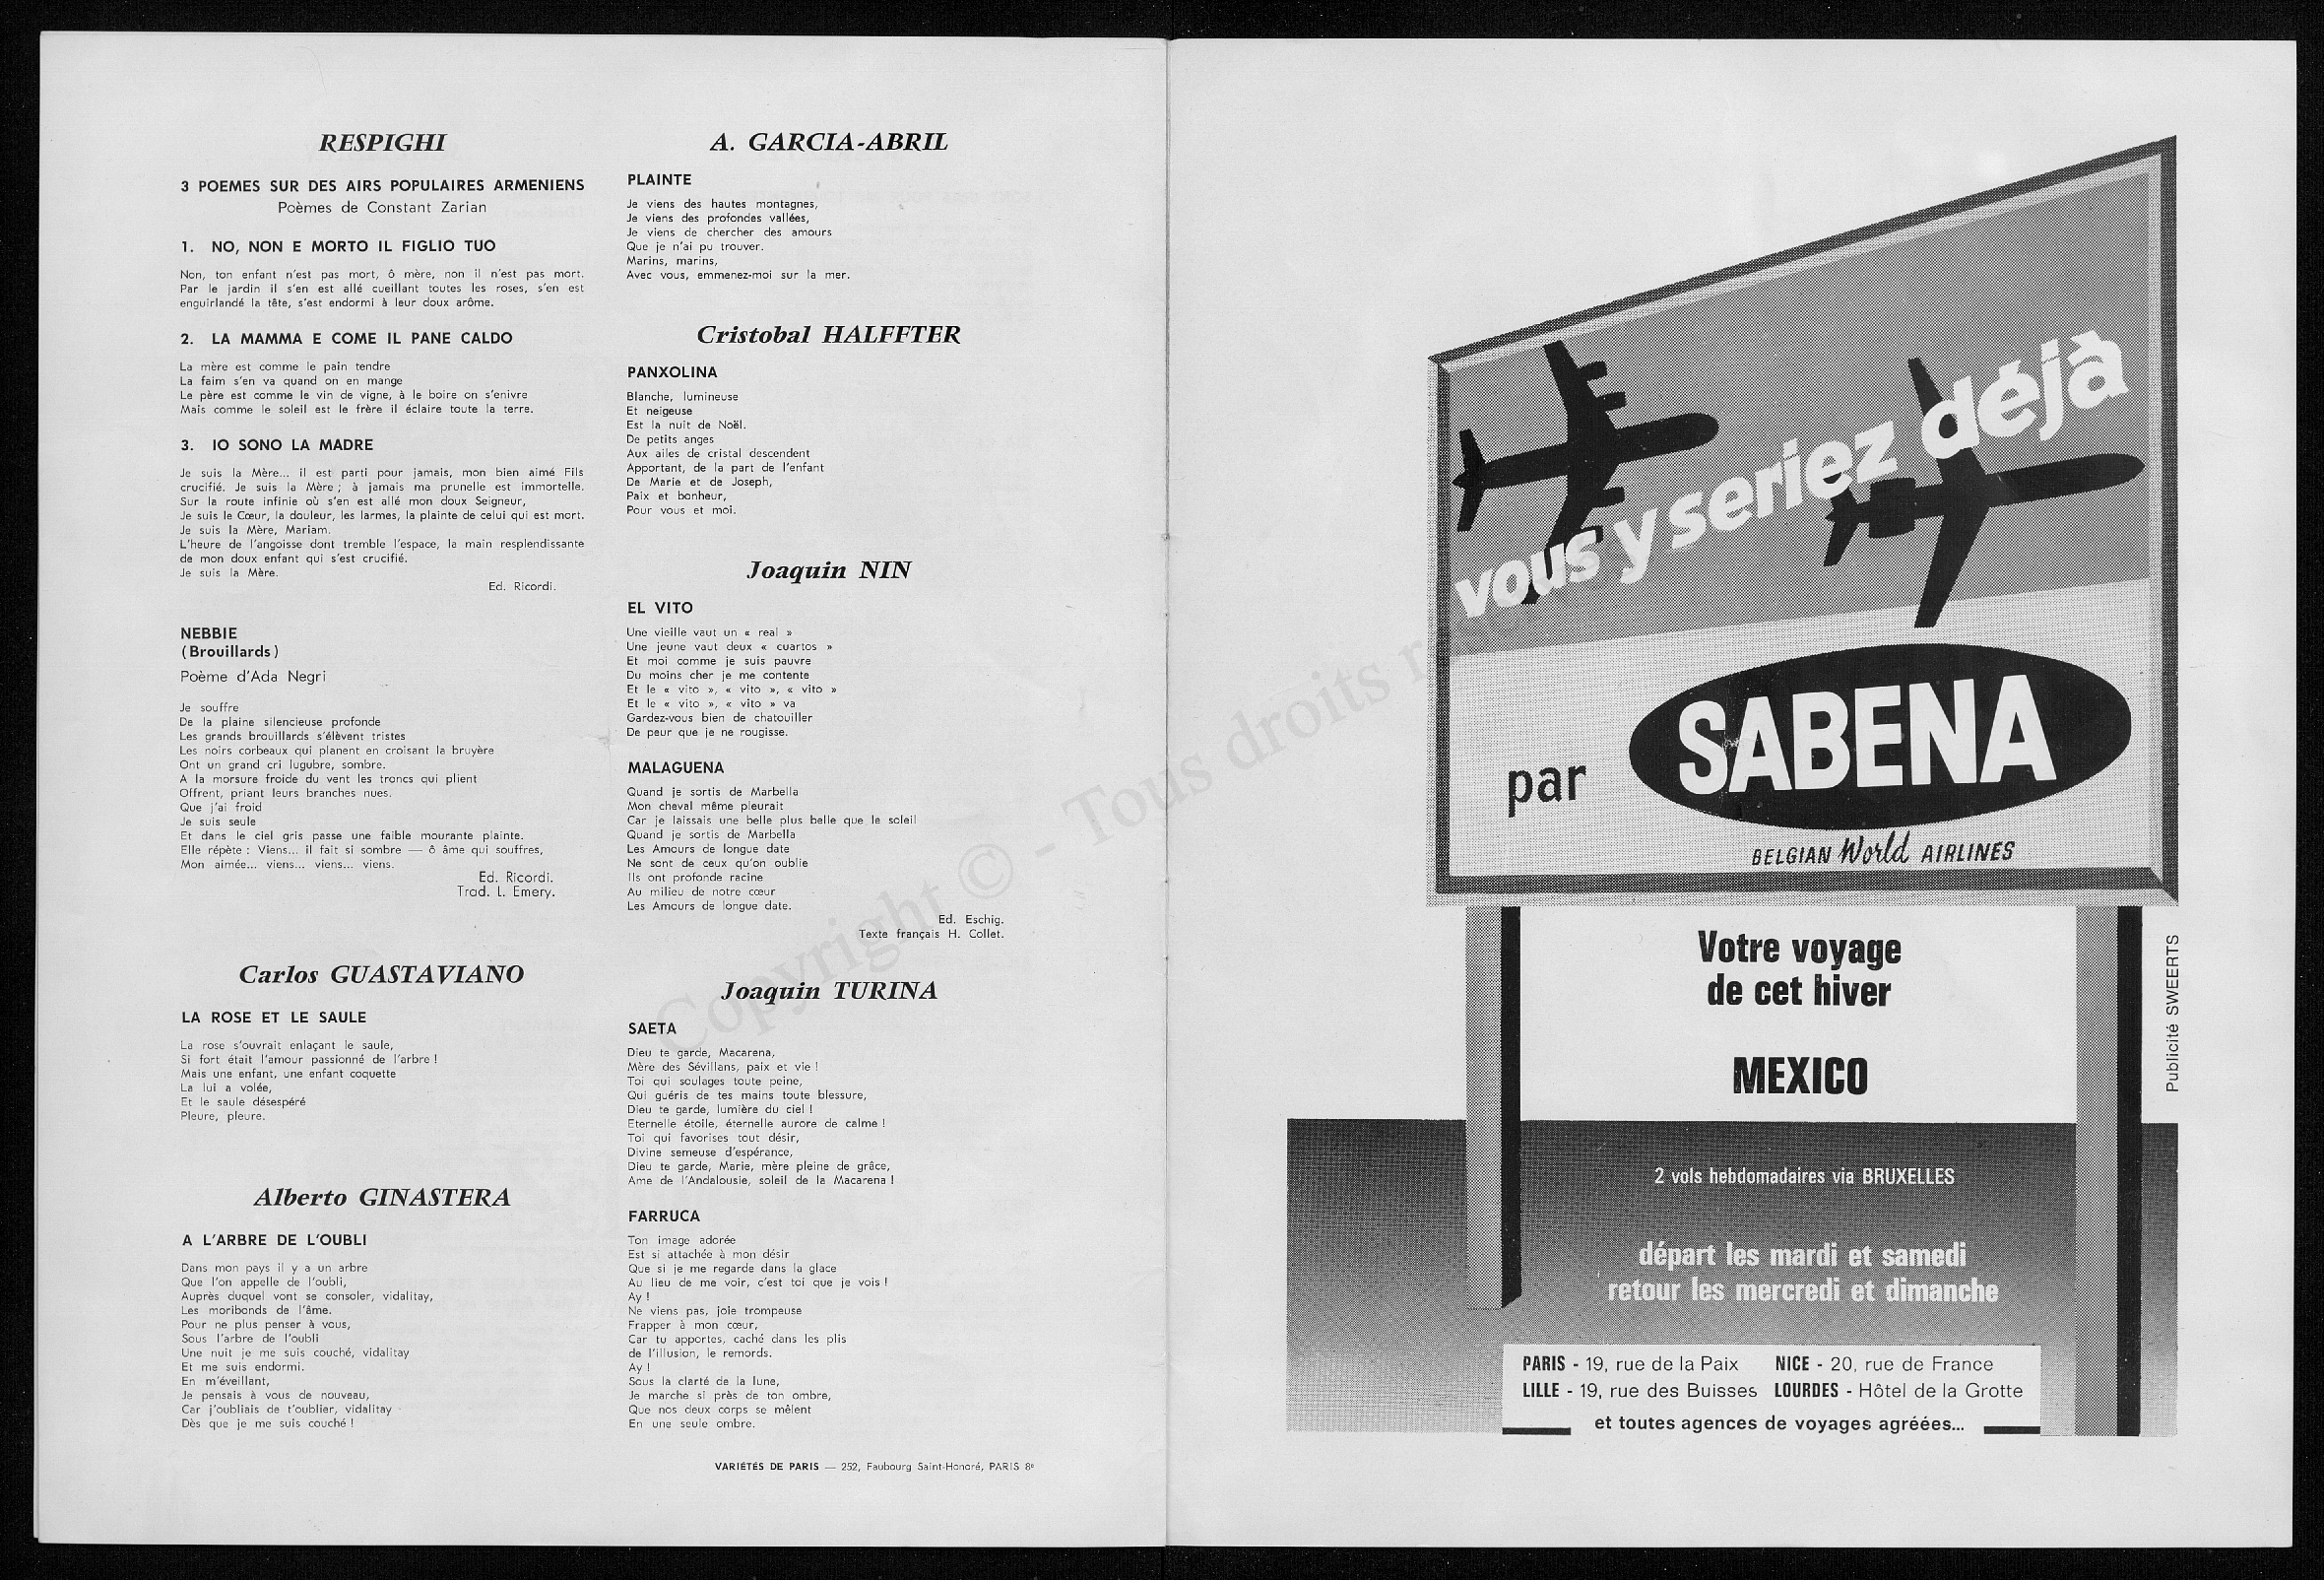 RESPIGHI
3 POEMES SUR DES AIRS POPULAIRES ARMENIENS
Poèmes de Constant Zarian
1. NO, NON E MORTO IL FIGLIO TUO
Non, ton enfant n'est pas mort, ô mère, non il n'est pas mort.
Par le jardin il s'en est allé cueillant toutes les roses, s'en est
enguirlandé la tête, s'est endormi à leur doux arôme.
2. LA MAMMA E COME IL PANE CALDO
La mère est comme le pain tendre
La faim s'en va quand on en mange
Le père est comme le vin de vigne, à le boire on s'enivre
Mais comme le soleil est le frère il éclaire toute la terre.
3. IO SONO LA MADRE
Je suis la Mère... il est parti pour jamais, mon bien aimé Fils
crucifié. Je suis la Mère ; à jamais ma prunelle est immortelle.
Sur la route infinie où s'en est allé mon doux Seigneur,
Je suis le Cœur, la douleur, les larmes, la plainte de celui qui est mort.
Je suis la Mère, Mariam.
L'heure de l'angoisse dont tremble l'espace, la main resplendissante
de mon doux enfant qui s'est crucifié.
Je suis la Mère.
Ed. Ricordi.
NEBBIE
(Brouillards)
Poème d'Ada Negri
Je souffre
De la plaine silencieuse profonde
Les grands brouillards s'élèvent tristes
Les noirs corbeaux qui planent en croisant la bruyère
Ont un grand cri lugubre, sombre.
A la morsure froide du vent les troncs qui plient
Offrent, priant leurs branches nues.
Que j'ai froid
Je suis seule
Et dans le ciel gris passe une faible mourante plainte.
Elle répète : Viens... il fait si sombre — ô âme qui souffres,
Mon aimée... viens... viens... viens.
Ed. Ricordi.
Trad. L. Emery.
Carlos GUASTAVIANO
LA ROSE ET LE SAULE
La rose s'ouvrait enlaçant le saule,
Si fort était l'amour passionné de l'arbre !
Mais une enfant, une enfant coquette
La lui a volée,
Et le saule désespéré
Pleure, pleure.
Alberto GINASTERA
A L'ARBRE DE L'OUBLI
Dans mon pays il y a un arbre
Que l'on appelle de l'oubli,
Auprès duquel vont se consoler, vidalitay,
Les moribonds de l'âme.
Pour ne plus penser à vous,
Sous l'arbre de l'oubli
Une nuit je me suis couché, vidalitay
Et me suis endormi.
En m'éveillant,
Je pensais à vous de nouveau,
Car j'oubliais de t'oublier, vidalitay
Dès que je me suis couché !
A. GARCIA-ABRIL
PLAINTE
Je viens des hautes montagnes,
Je viens des profondes vallées,
Je viens de chercher des amours
Que je n'ai pu trouver.
Marins, marins,
Avec vous, emmenez-moi sur la mer.
Cristobal HALFFTER
PANXOLINA
Blanche, lumineuse
Et neigeuse
Est la nuit de Noël.
De petits anges
Aux ailes de cristal descendent
Apportant, de la part de l'enfant
De Marie et de Joseph,
Paix et bonheur,
Pour vous et moi.
Joaquin NIN
EL VITO
Une vieille vaut un « real »
Une jeune vaut deux « cuartos »
Et moi comme je suis pauvre
Du moins cher je me contente
Et le « vito », « vito », « vito »
Et le « vito », « vito » va
Gardez-vous bien de chatouiller
De peur que je ne rougisse.
MALAGUENA
Quand je sortis de Marbella
Mon cheval même pleurait
Car je laissais une belle plus belle que le soleil
Quand je sortis de Marbella
Les Amours de longue date
Ne sont de ceux qu'on oublie
Ils ont profonde racine
Au milieu de notre cœur
Les Amours de longue date.
Ed. Eschig.
Texte français H. Collet.
Joaquin TURINA
SAETA
Dieu te garde, Macarena,
Mère des Sévillans, paix et vie !
Toi qui soulages toute peine,
Qui guéris de tes mains toute blessure,
Dieu te garde, lumière du ciel !
Eternelle étoile, éternelle aurore de calme !
Toi qui favorises tout désir,
Divine semeuse d'espérance,
Dieu te garde, Marie, mère pleine de grâce,
Ame de l'Andalousie, soleil de la Macarena !
FARRUCA
Ton image adorée
Est si attachée à mon désir
Que si je me regarde dans la glace
Au lieu de me voir, c'est toi que je vois !
Ay !
Ne viens pas, joie trompeuse
Frapper à mon cœur,
Car tu apportes, caché dans les plis
de l'illusion, le remords.
Ay !
Sous la clarté de la lune,
Je marche si près de ton ombre,
Que nos deux corps se mêlent
En une seule ombre.
VARIÉTÉS DE PARIS — 252, Faubourg Saint-Honoré, PARIS 8e
Copyright © - Tous droits r
vous y seriez déjà
par SABENA
BELGIAN World AIRLINES
Votre voyage
de cet hiver
MEXICO
Publicité SWEERTS
2 vols hebdomadaires via BRUXELLES
départ les mardi et samedi
retour les mercredi et dimanche
PARIS - 19, rue de la Paix NICE - 20, rue de France
LILLE - 19, rue des Buisses LOURDES - Hôtel de la Grotte
et toutes agences de voyages agréées...